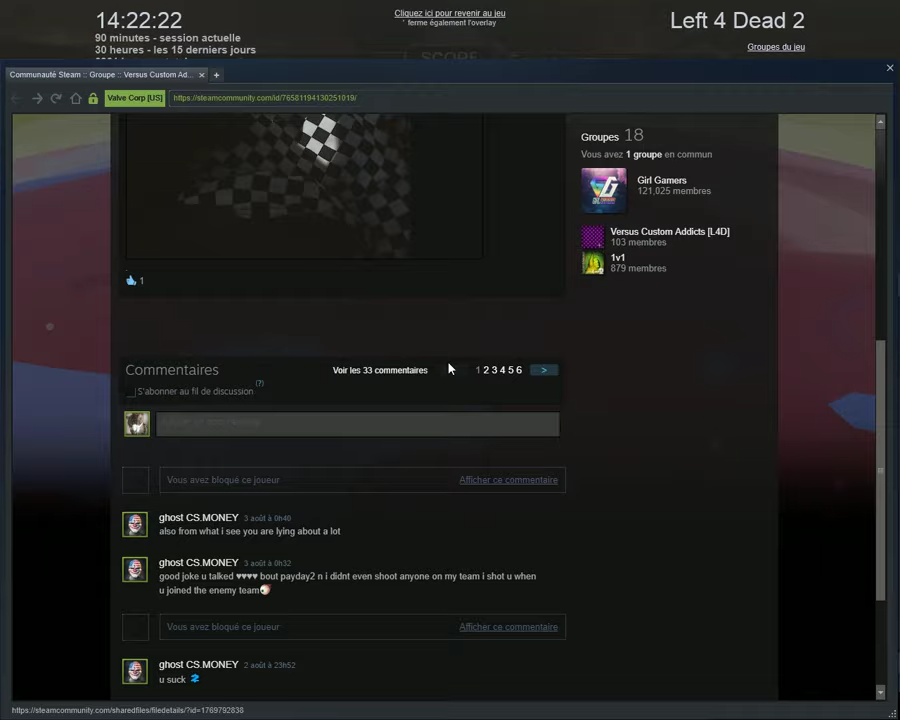 14:22:22
90 minutes - session actuelle
30 heures - les 15 derniers jours
Cliquez ici pour revenir au jeu
* ferme également l'overlay
Left 4 Dead 2
Groupes du jeu
SCORE
Communauté Steam :: Groupe :: Versus Custom Ad...
Valve Corp [US]
https://steamcommunity.com/id/76581194130251019/
Groupes 18
Vous avez 1 groupe en commun
Girl Gamers
121,025 membres
Versus Custom Addicts [L4D]
103 membres
1v1
879 membres
1
Commentaires
Voir les 33 commentaires
1 2 3 4 5 6 >
S'abonner au fil de discussion (?)
Vous avez bloqué ce joueur
Afficher ce commentaire
ghost CS.MONEY 3 août à 0h40
also from what i see you are lying about a lot
ghost CS.MONEY 3 août à 0h32
good joke u talked ♥♥♥♥ bout payday2 n i didnt even shoot anyone on my team i shot u when
u joined the enemy team
Vous avez bloqué ce joueur
Afficher ce commentaire
ghost CS.MONEY 2 août à 23h52
u suck
https://steamcommunity.com/sharedfiles/filedetails/?id=1769792838